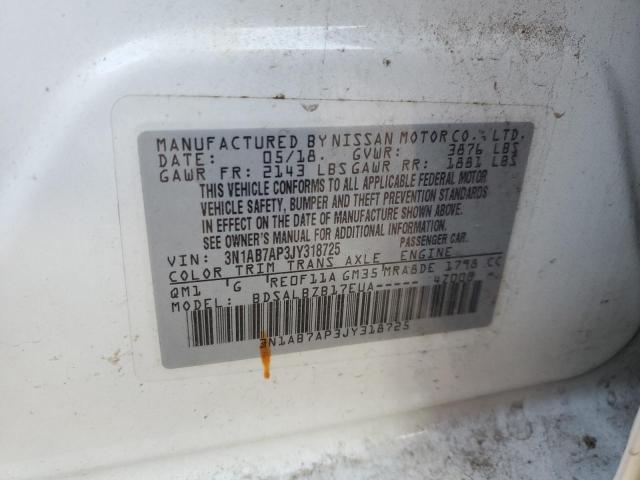 MANUFACTURED BY NISSAN MOTOR CO., LTD.
DATE: 05/18. GVWR: 3876 LBS
GAWR FR: 2143 LBS GAWR RR: 1881 LBS
THIS VEHICLE CONFORMS TO ALL APPLICABLE FEDERAL MOTOR
VEHICLE SAFETY, BUMPER AND THEFT PREVENTION STANDARDS
IN EFFECT ON THE DATE OF MANUFACTURE SHOWN ABOVE.
SEE OWNER'S MANUAL FOR ADDITIONAL INFORMATION
VIN: 3N1AB7AP3JY318725 PASSENGER CAR.
COLOR TRIM TRANS AXLE ENGINE
QM1 G RE0F11A GM35 MRA8DE 1798 CC
MODEL: BDSALBZB17EUA-----
3N1AB7AP3JY318725